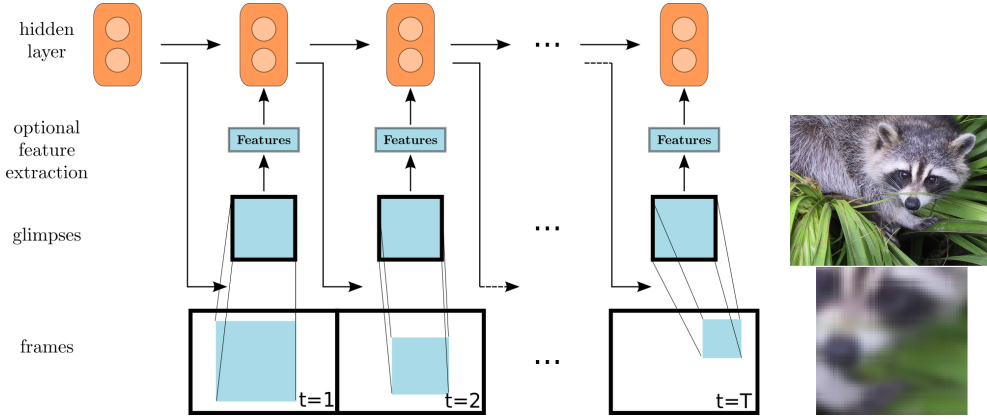 hidden
layer
...
optional
feature
extraction
Features
Features
Features
glimpses
...
frames
t=1
t=2
...
t=T